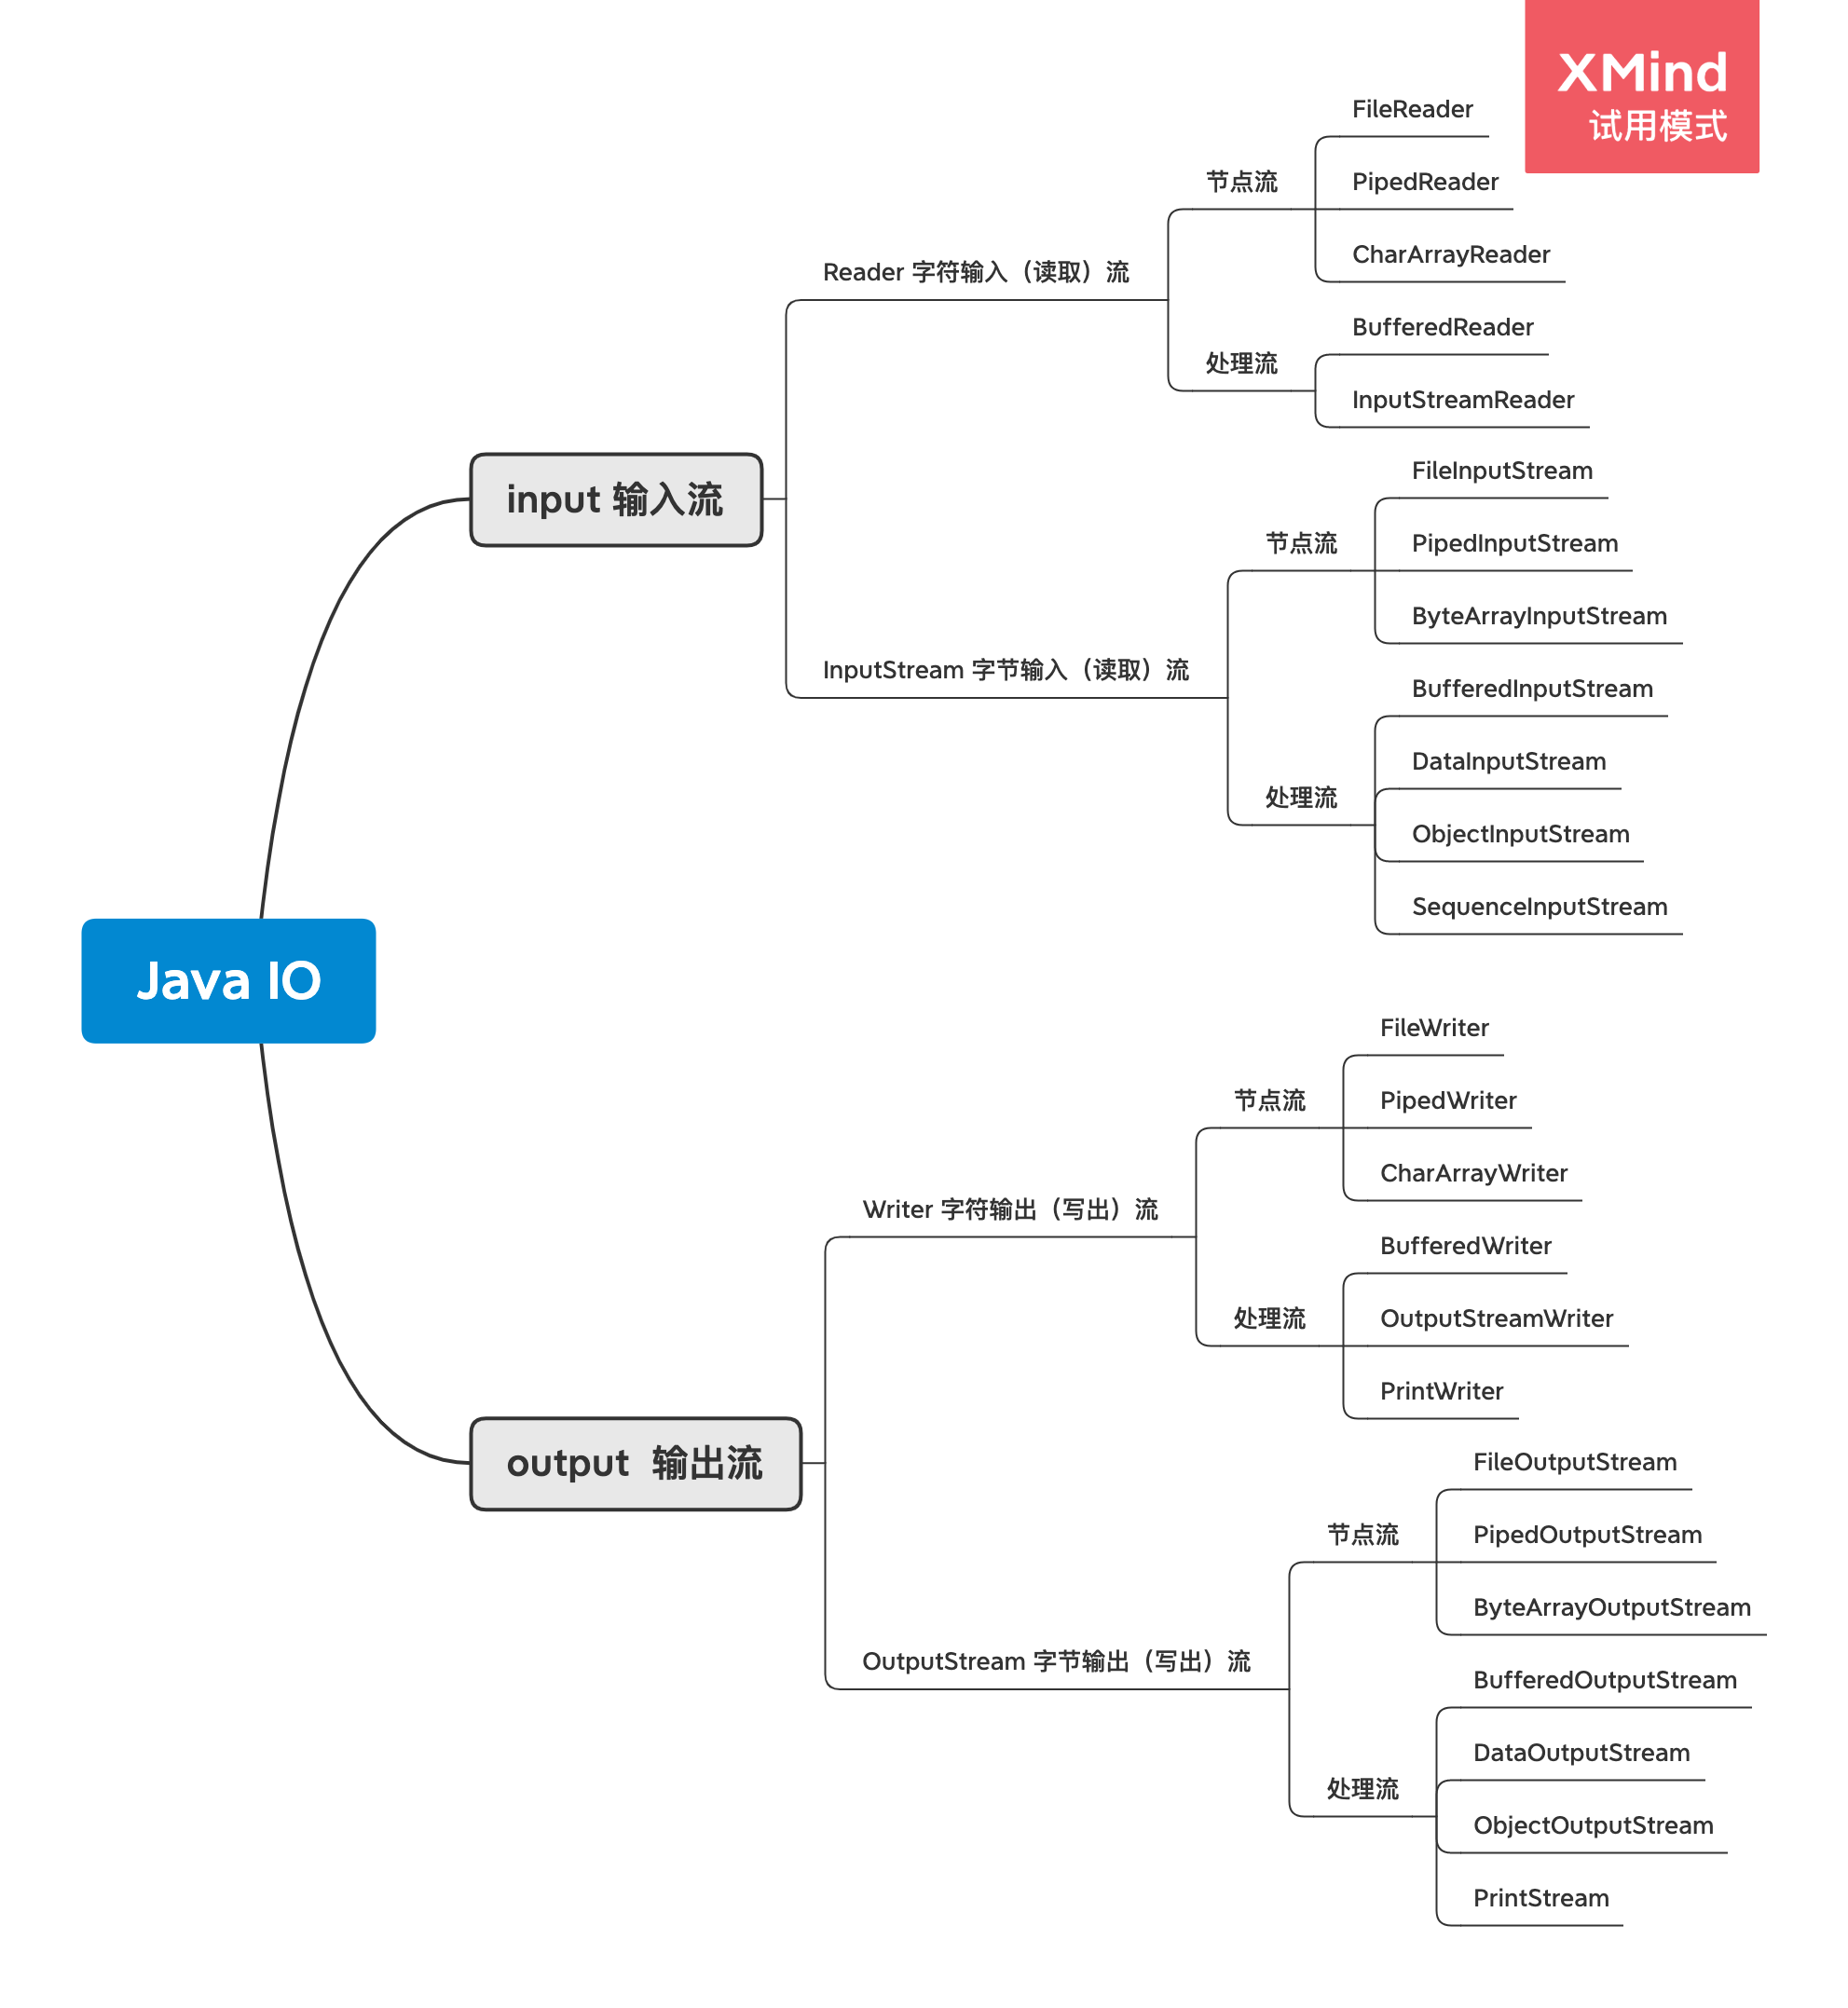 XMind
试用模式
Java IO
input 输入流
Reader 字符输入（读取）流
节点流
FileReader
PipedReader
CharArrayReader
处理流
BufferedReader
InputStreamReader
InputStream 字节输入（读取）流
节点流
FileInputStream
PipedInputStream
ByteArrayInputStream
处理流
BufferedInputStream
DataInputStream
ObjectInputStream
SequenceInputStream
output 输出流
Writer 字符输出（写出）流
节点流
FileWriter
PipedWriter
CharArrayWriter
处理流
BufferedWriter
OutputStreamWriter
PrintWriter
OutputStream 字节输出（写出）流
节点流
FileOutputStream
PipedOutputStream
ByteArrayOutputStream
处理流
BufferedOutputStream
DataOutputStream
ObjectOutputStream
PrintStream